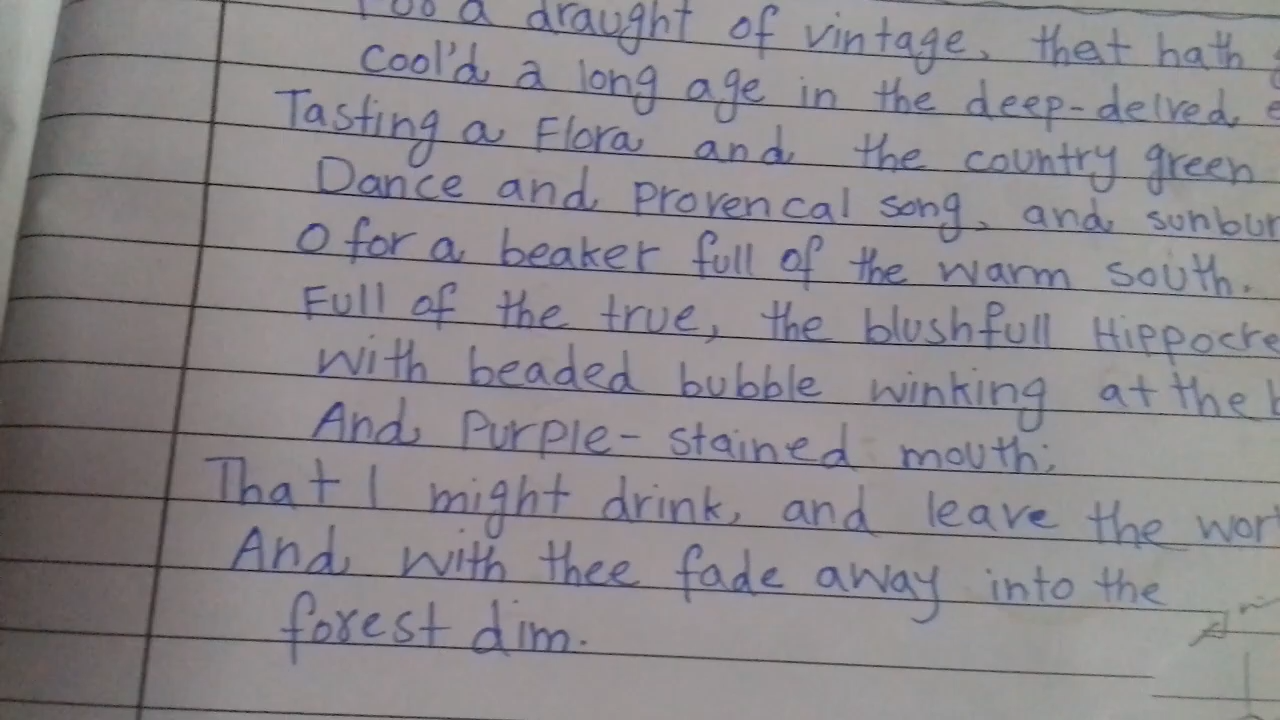 a draught of vintage, that hath
Cool'd a long age in the deep-delved
Tasting a Flora and the country green
Dance and Provencal song, and sunbur
O for a beaker full of the warm south.
Full of the true, the blushfull Hippocre
With beaded bubble winking at the b
And Purple-stained mouth;
That I might drink, and leave the wor
And with thee fade away into the
forest dim.